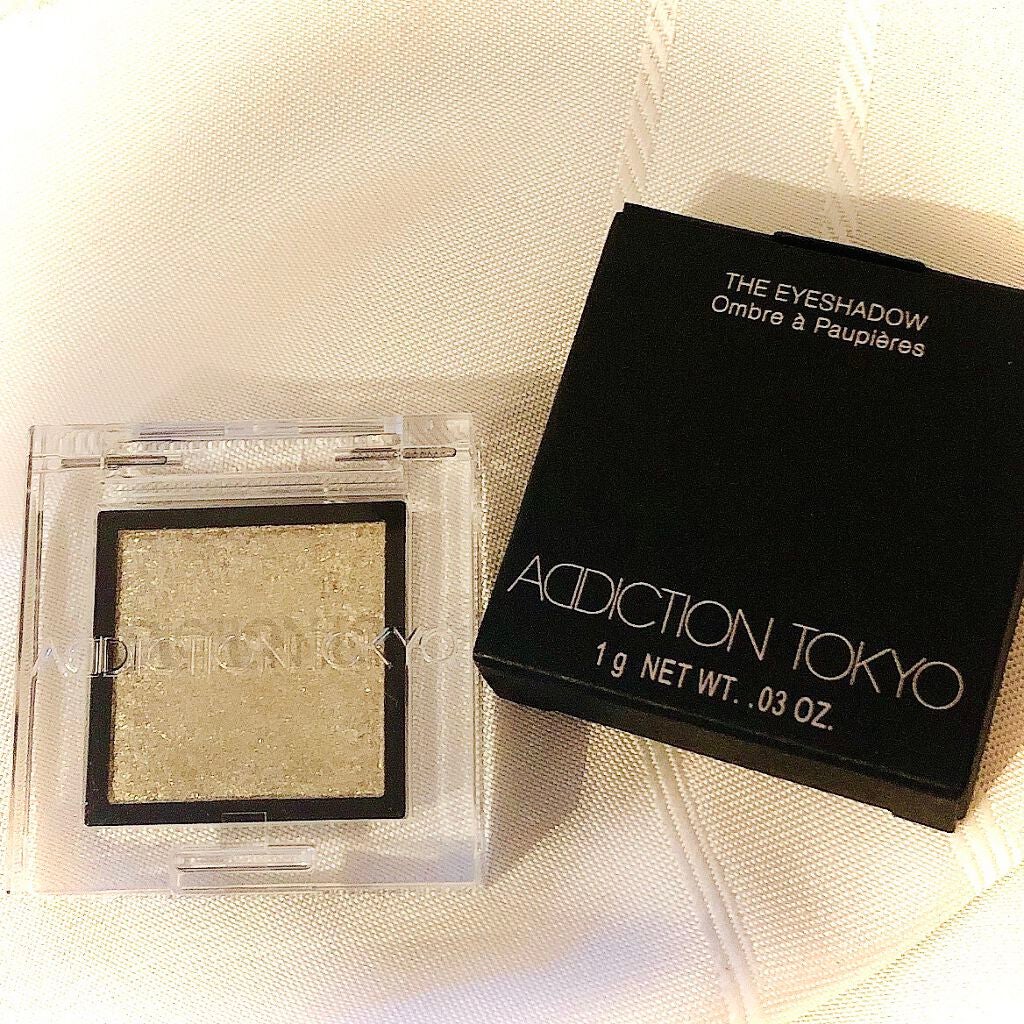 THE EYESHADOW
Ombre à Paupières
ADDICTION TOKYO
1 g NET WT. .03 OZ.
ADDICTION TOKYO